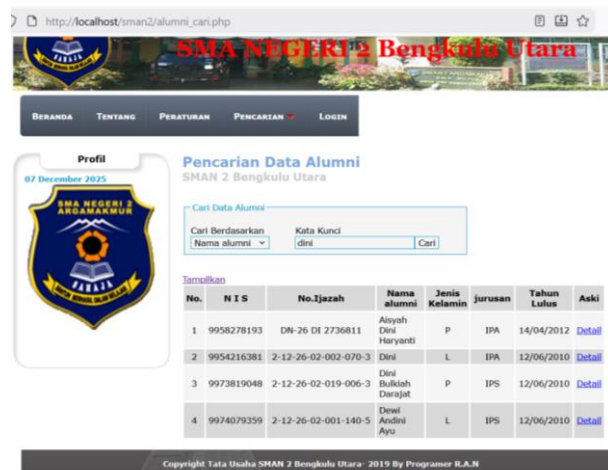 http://localhost/sman2/alumni_cari.php
SMA NEGERI 2 Bengkulu Utara
BERANDA TENTANG PERATURAN PENCARIAN LOGIN
Profil
07 December 2025
SMA NEGERI 2
ARGAMAKMUR
RARAJA
Pencarian Data Alumni
SMAN 2 Bengkulu Utara
Cari Data Alumni
Cari Berdasarkan Kata Kunci
Nama alumni dini Cari
Tampilkan
No. N I S No.Ijazah Nama alumni Jenis Kelamin jurusan Tahun Lulus Aski
1 9958278193 DN-26 DI 2736811 Aisyah Dini Haryanti P IPA 14/04/2012 Detail
2 9954216381 2-12-26-02-002-070-3 Dini L IPA 12/06/2010 Detail
3 9973819048 2-12-26-02-019-006-3 Dini Bulkiah Darajat P IPS 12/06/2010 Detail
4 9974079359 2-12-26-02-001-140-5 Dewi Andini Ayu L IPS 12/06/2010 Detail
Copyright Tata Usaha SMAN 2 Bengkulu Utara- 2019 By Programer R.A.N